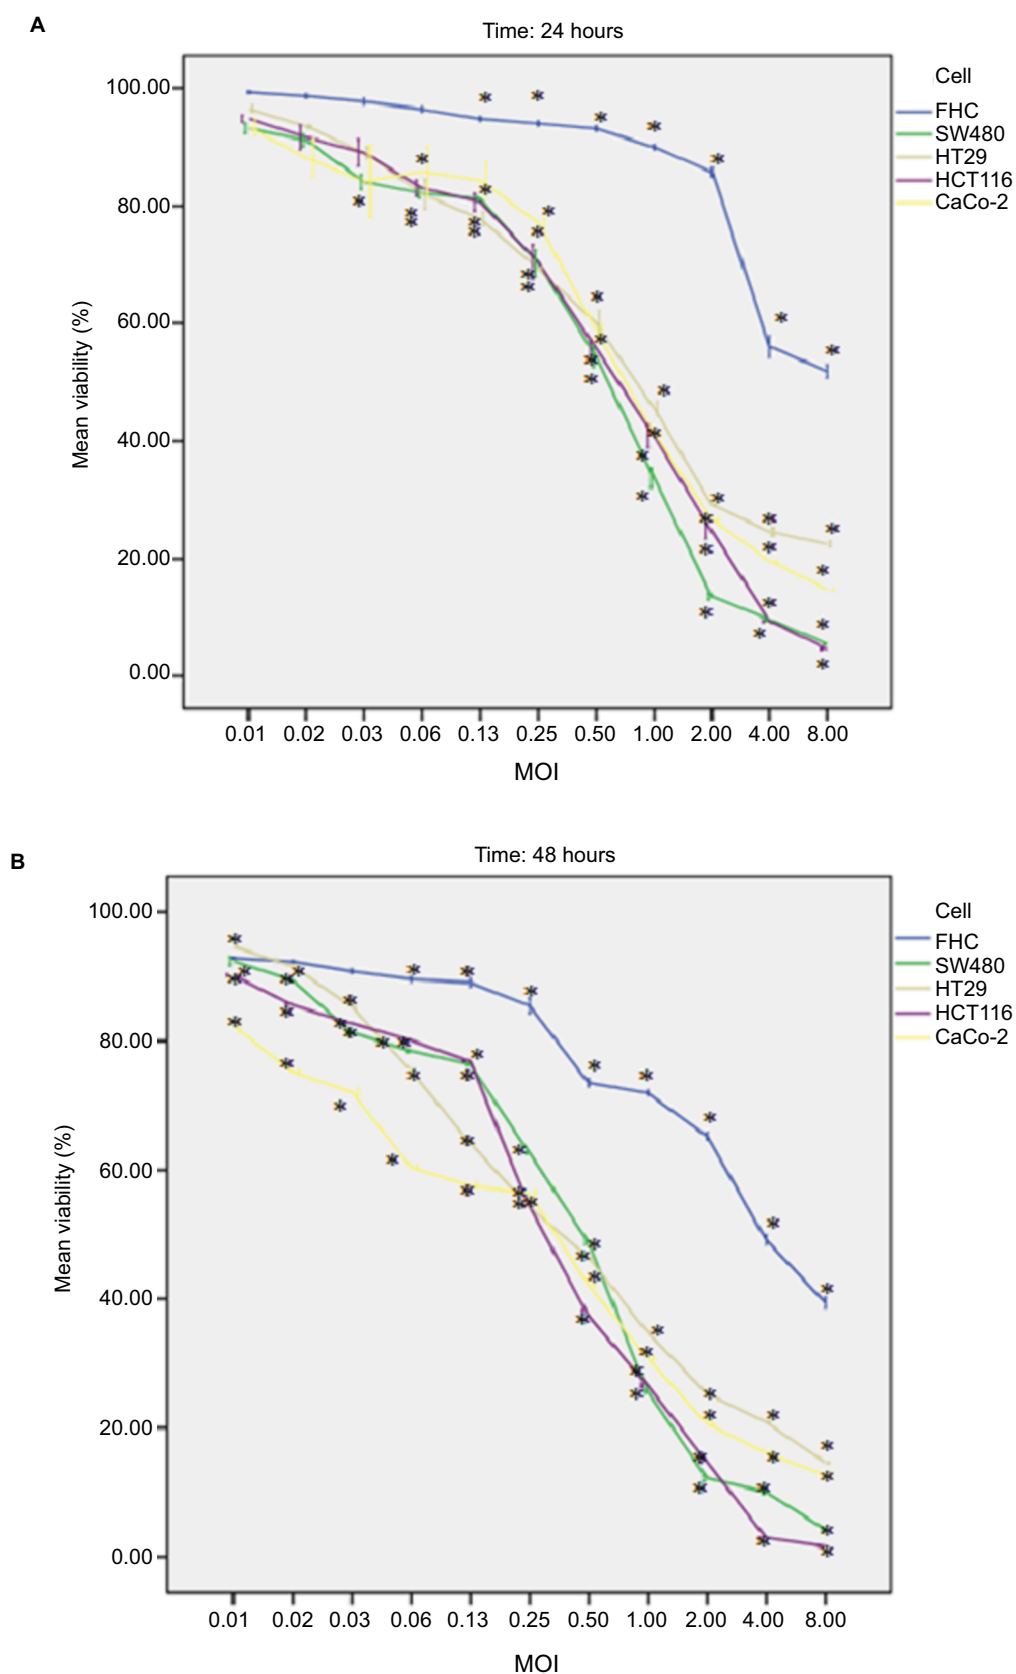 A
Time: 24 hours
Cell
FHC
SW480
HT29
HCT116
CaCo-2
Mean viability (%)
100.00
80.00
60.00
40.00
20.00
0.00
0.01 0.02 0.03 0.06 0.13 0.25 0.50 1.00 2.00 4.00 8.00
MOI
B
Time: 48 hours
Cell
FHC
SW480
HT29
HCT116
CaCo-2
Mean viability (%)
100.00
80.00
60.00
40.00
20.00
0.00
0.01 0.02 0.03 0.06 0.13 0.25 0.50 1.00 2.00 4.00 8.00
MOI